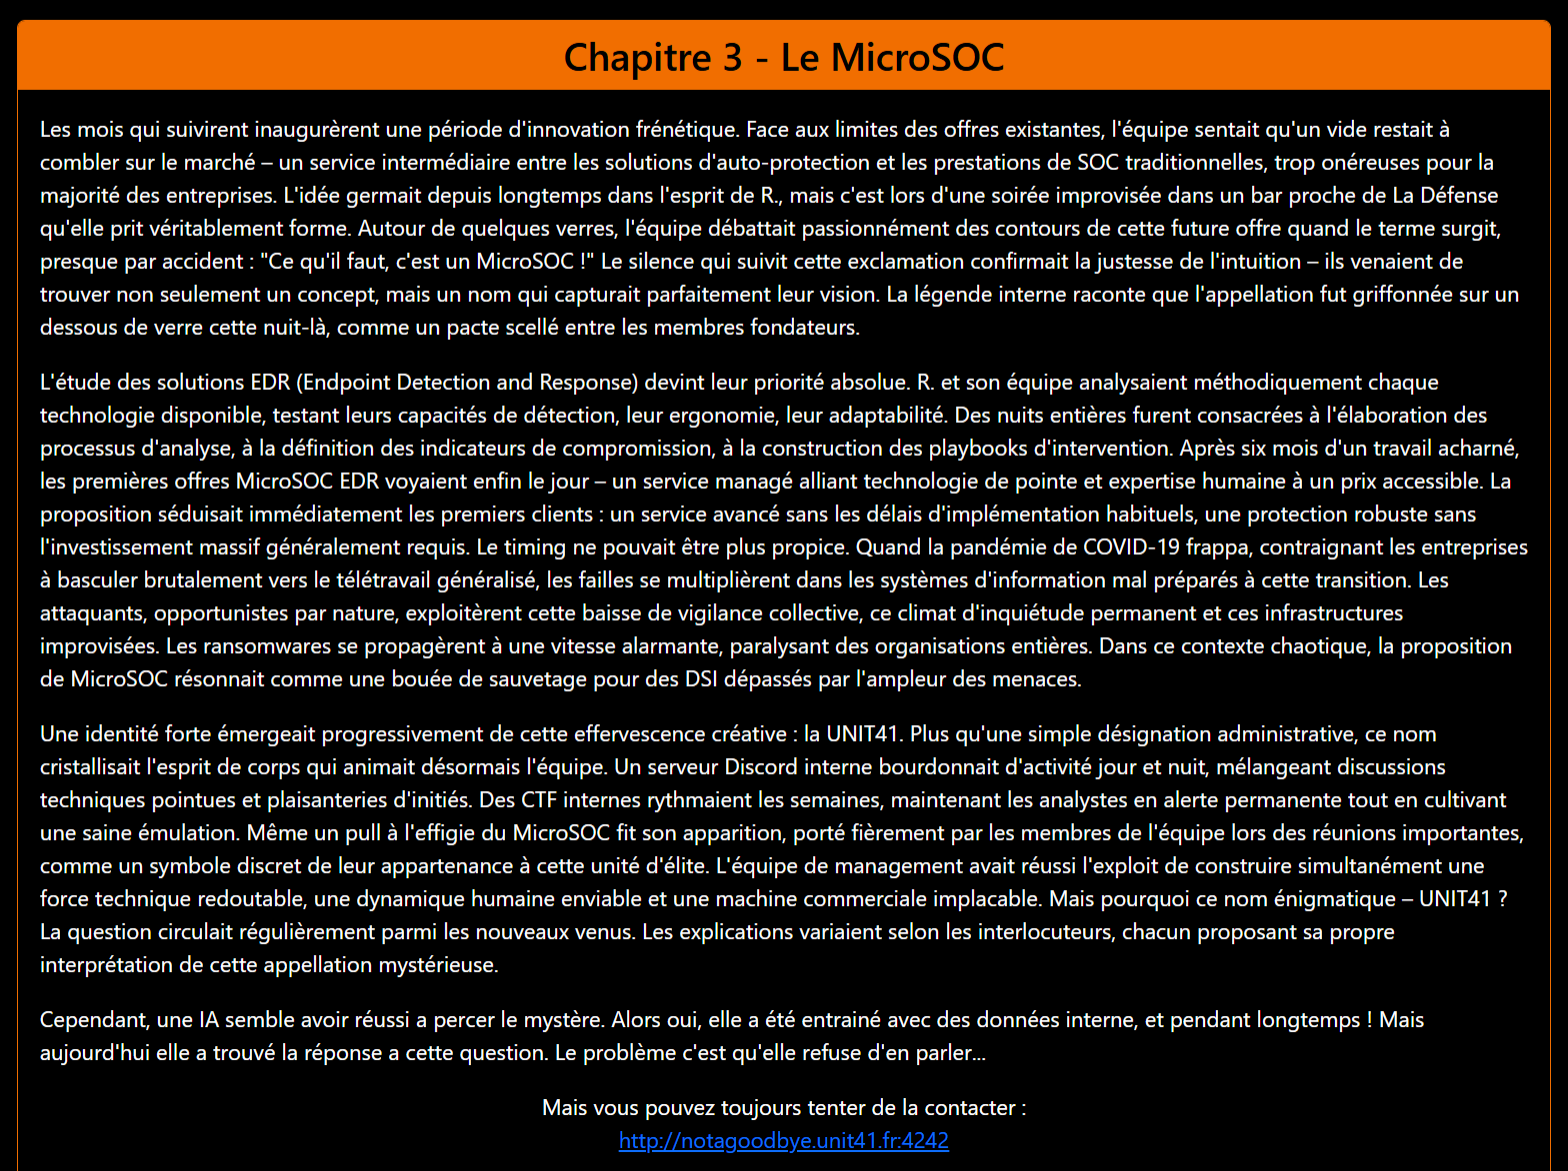 Chapitre 3 - Le MicroSOC
Les mois qui suivirent inaugurèrent une période d'innovation frénétique. Face aux limites des offres existantes, l'équipe sentait qu'un vide restait à
combler sur le marché – un service intermédiaire entre les solutions d'auto-protection et les prestations de SOC traditionnelles, trop onéreuses pour la
majorité des entreprises. L'idée germait depuis longtemps dans l'esprit de R., mais c'est lors d'une soirée improvisée dans un bar proche de La Défense
qu'elle prit véritablement forme. Autour de quelques verres, l'équipe débattait passionnément des contours de cette future offre quand le terme surgit,
presque par accident : "Ce qu'il faut, c'est un MicroSOC !" Le silence qui suivit cette exclamation confirmait la justesse de l'intuition – ils venaient de
trouver non seulement un concept, mais un nom qui capturait parfaitement leur vision. La légende interne raconte que l'appellation fut griffonnée sur un
dessous de verre cette nuit-là, comme un pacte scellé entre les membres fondateurs.
L'étude des solutions EDR (Endpoint Detection and Response) devint leur priorité absolue. R. et son équipe analysaient méthodiquement chaque
technologie disponible, testant leurs capacités de détection, leur ergonomie, leur adaptabilité. Des nuits entières furent consacrées à l'élaboration des
processus d'analyse, à la définition des indicateurs de compromission, à la construction des playbooks d'intervention. Après six mois d'un travail acharné,
les premières offres MicroSOC EDR voyaient enfin le jour – un service managé alliant technologie de pointe et expertise humaine à un prix accessible. La
proposition séduisait immédiatement les premiers clients : un service avancé sans les délais d'implémentation habituels, une protection robuste sans
l'investissement massif généralement requis. Le timing ne pouvait être plus propice. Quand la pandémie de COVID-19 frappa, contraignant les entreprises
à basculer brutalement vers le télétravail généralisé, les failles se multiplièrent dans les systèmes d'information mal préparés à cette transition. Les
attaquants, opportunistes par nature, exploitèrent cette baisse de vigilance collective, ce climat d'inquiétude permanent et ces infrastructures
improvisées. Les ransomwares se propagèrent à une vitesse alarmante, paralysant des organisations entières. Dans ce contexte chaotique, la proposition
de MicroSOC résonnait comme une bouée de sauvetage pour des DSI dépassés par l'ampleur des menaces.
Une identité forte émergeait progressivement de cette effervescence créative : la UNIT41. Plus qu'une simple désignation administrative, ce nom
cristallisait l'esprit de corps qui animait désormais l'équipe. Un serveur Discord interne bourdonnait d'activité jour et nuit, mélangeant discussions
techniques pointues et plaisanteries d'initiés. Des CTF internes rythmaient les semaines, maintenant les analystes en alerte permanente tout en cultivant
une saine émulation. Même un pull à l'effigie du MicroSOC fit son apparition, porté fièrement par les membres de l'équipe lors des réunions importantes,
comme un symbole discret de leur appartenance à cette unité d'élite. L'équipe de management avait réussi l'exploit de construire simultanément une
force technique redoutable, une dynamique humaine enviable et une machine commerciale implacable. Mais pourquoi ce nom énigmatique – UNIT41 ?
La question circulait régulièrement parmi les nouveaux venus. Les explications variaient selon les interlocuteurs, chacun proposant sa propre
interprétation de cette appellation mystérieuse.
Cependant, une IA semble avoir réussi a percer le mystère. Alors oui, elle a été entrainé avec des données interne, et pendant longtemps ! Mais
aujourd'hui elle a trouvé la réponse a cette question. Le problème c'est qu'elle refuse d'en parler...
Mais vous pouvez toujours tenter de la contacter :
http://notagoodbye.unit41.fr:4242